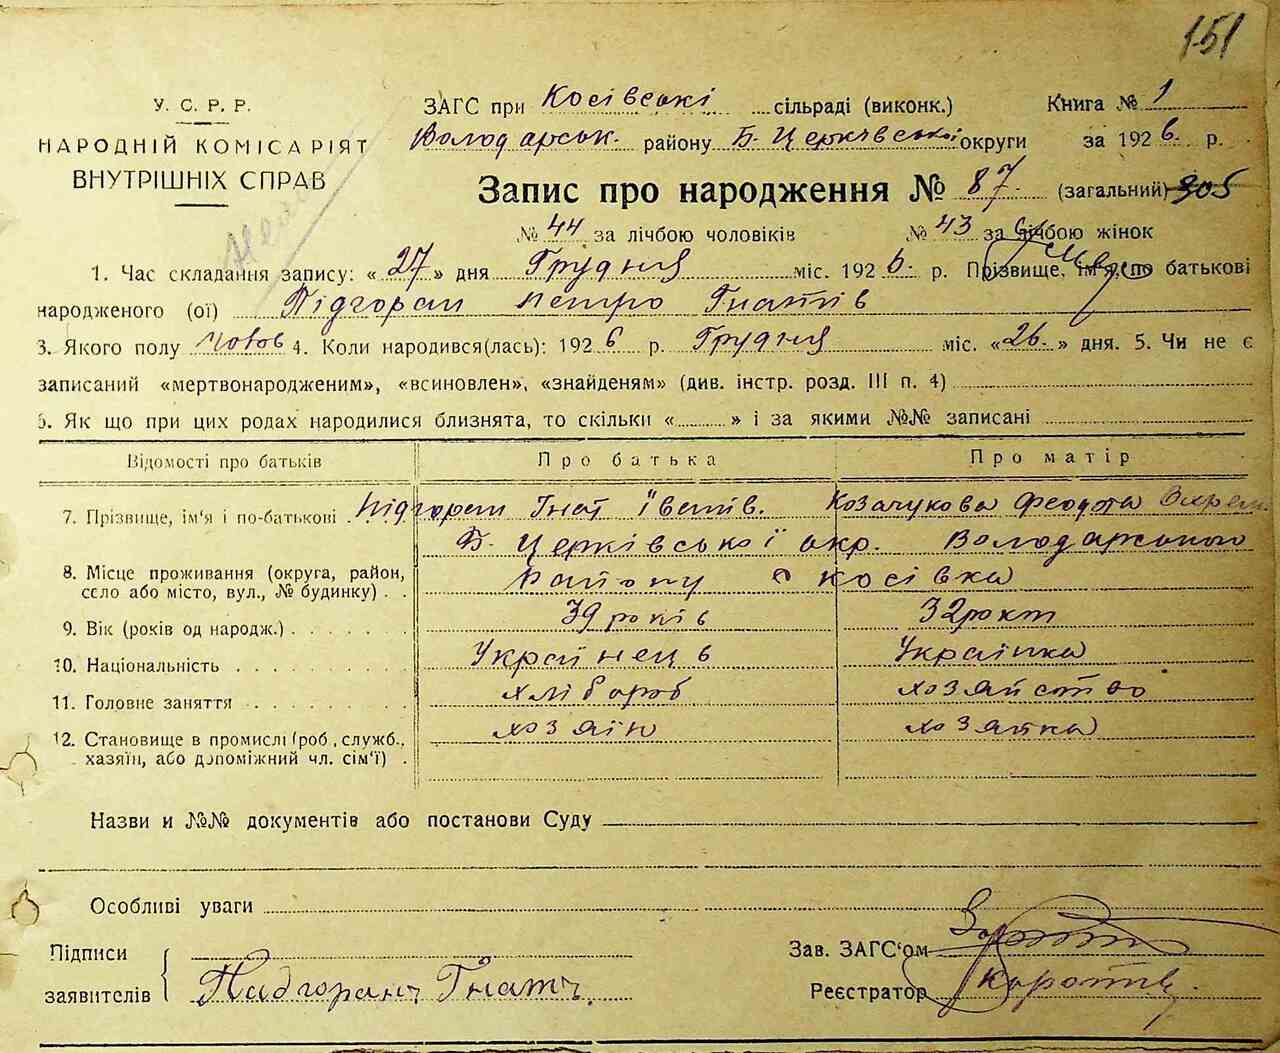 151
У. С. Р. Р.
НАРОДНІЙ КОМІСАРІЯТ
ВНУТРІШНІХ СПРАВ
ЗАГС при Косівські сільраді (виконк.) Книга № 1
Володарськ. району Б. Церківської округи за 1926 р.
Запис про народження № 87. (загальний) 305
№ 44 за лічбою чоловіків № 43 за лічбою жінок
1. Час складання запису: « 27 » дня Грудня міс. 1926. р. Прізвище, ім'я, по батькові
народженого (ої) Підгоран Петро Гнатів
3. Якого полу 4. Коли народився(лась): 1926 р. Грудня міс. «26.» дня. 5. Чи не є
записаний «мертвонародженим», «всиновлен», «знайденям» (див. інстр. розд. III п. 4)
6. Як що при цих родах народилися близнята, то скільки « » і за якими №№ записані
Відомості про батьків Про батька Про матір
7. Прізвище, ім'я і по-батькові Підгоран Гнат Іванів. Козачукова Феодота
Б. Церківської окр. Володарського
8. Місце проживання (округа, район, району с Косівка
село або місто, вул., № будинку)
9. Вік (років од народж.) 39 років 32 рокт
10. Національність Українець Українка
11. Головне заняття хлібороб хозяйство
12. Становище в промислі (роб., служб., хозяїн хозяйка
хазяїн, або допоміжний чл. сім'ї)
Назви и №№ документів або постанови Суду
Особливі уваги
Підписи Зав. ЗАГС'ом
заявителів Падгоранъ Гнатъ. Реєстратор